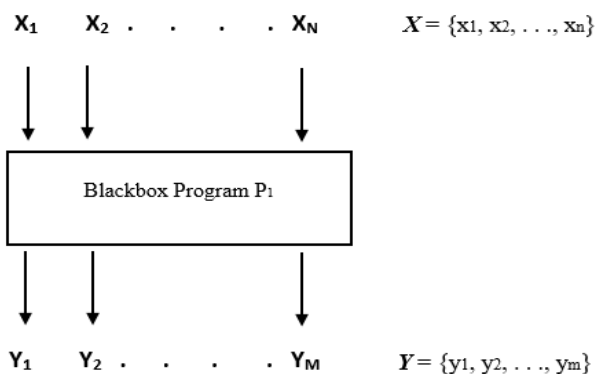 X₁ X₂ . . . . X_N X = {x1, x2, . . ., xn}
Blackbox Program P1
Y₁ Y₂ . . . . Y_M Y = {y1, y2, . . ., ym}